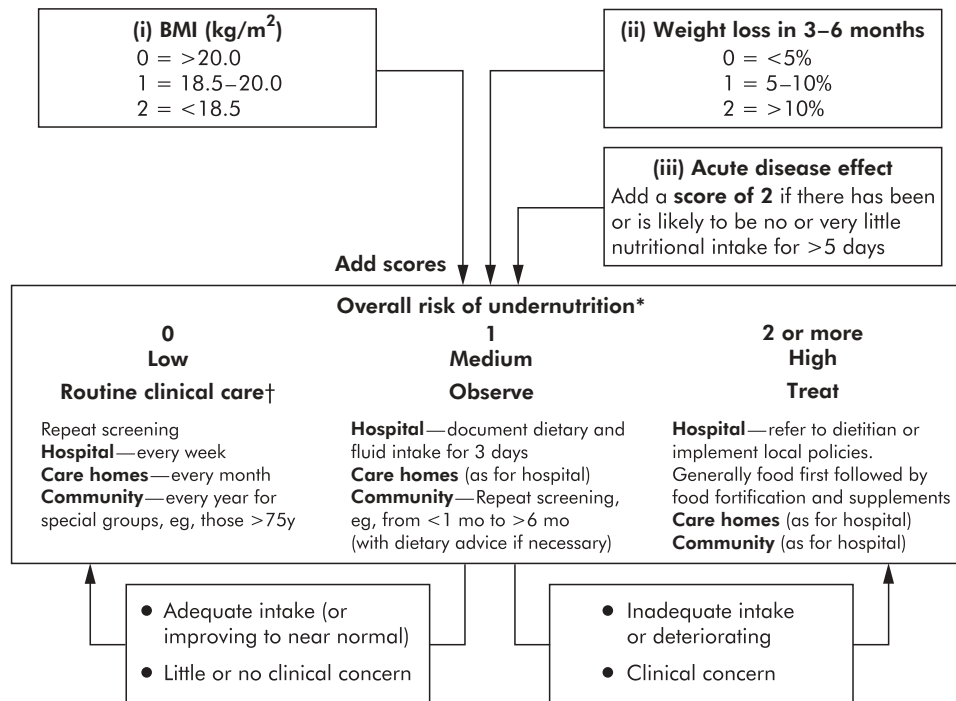 (i) BMI (kg/m²)
0 = >20.0
1 = 18.5–20.0
2 = <18.5
(ii) Weight loss in 3–6 months
0 = <5%
1 = 5–10%
2 = >10%
(iii) Acute disease effect
Add a score of 2 if there has been
or is likely to be no or very little
nutritional intake for >5 days
Add scores
Overall risk of undernutrition*
0
Low
Routine clinical care†
Repeat screening
Hospital—every week
Care homes—every month
Community—every year for
special groups, eg, those >75y
1
Medium
Observe
Hospital—document dietary and
fluid intake for 3 days
Care homes (as for hospital)
Community—Repeat screening,
eg, from <1 mo to >6 mo
(with dietary advice if necessary)
2 or more
High
Treat
Hospital—refer to dietitian or
implement local policies.
Generally food first followed by
food fortification and supplements
Care homes (as for hospital)
Community (as for hospital)
● Adequate intake (or
improving to near normal)
● Little or no clinical concern
● Inadequate intake
or deteriorating
● Clinical concern